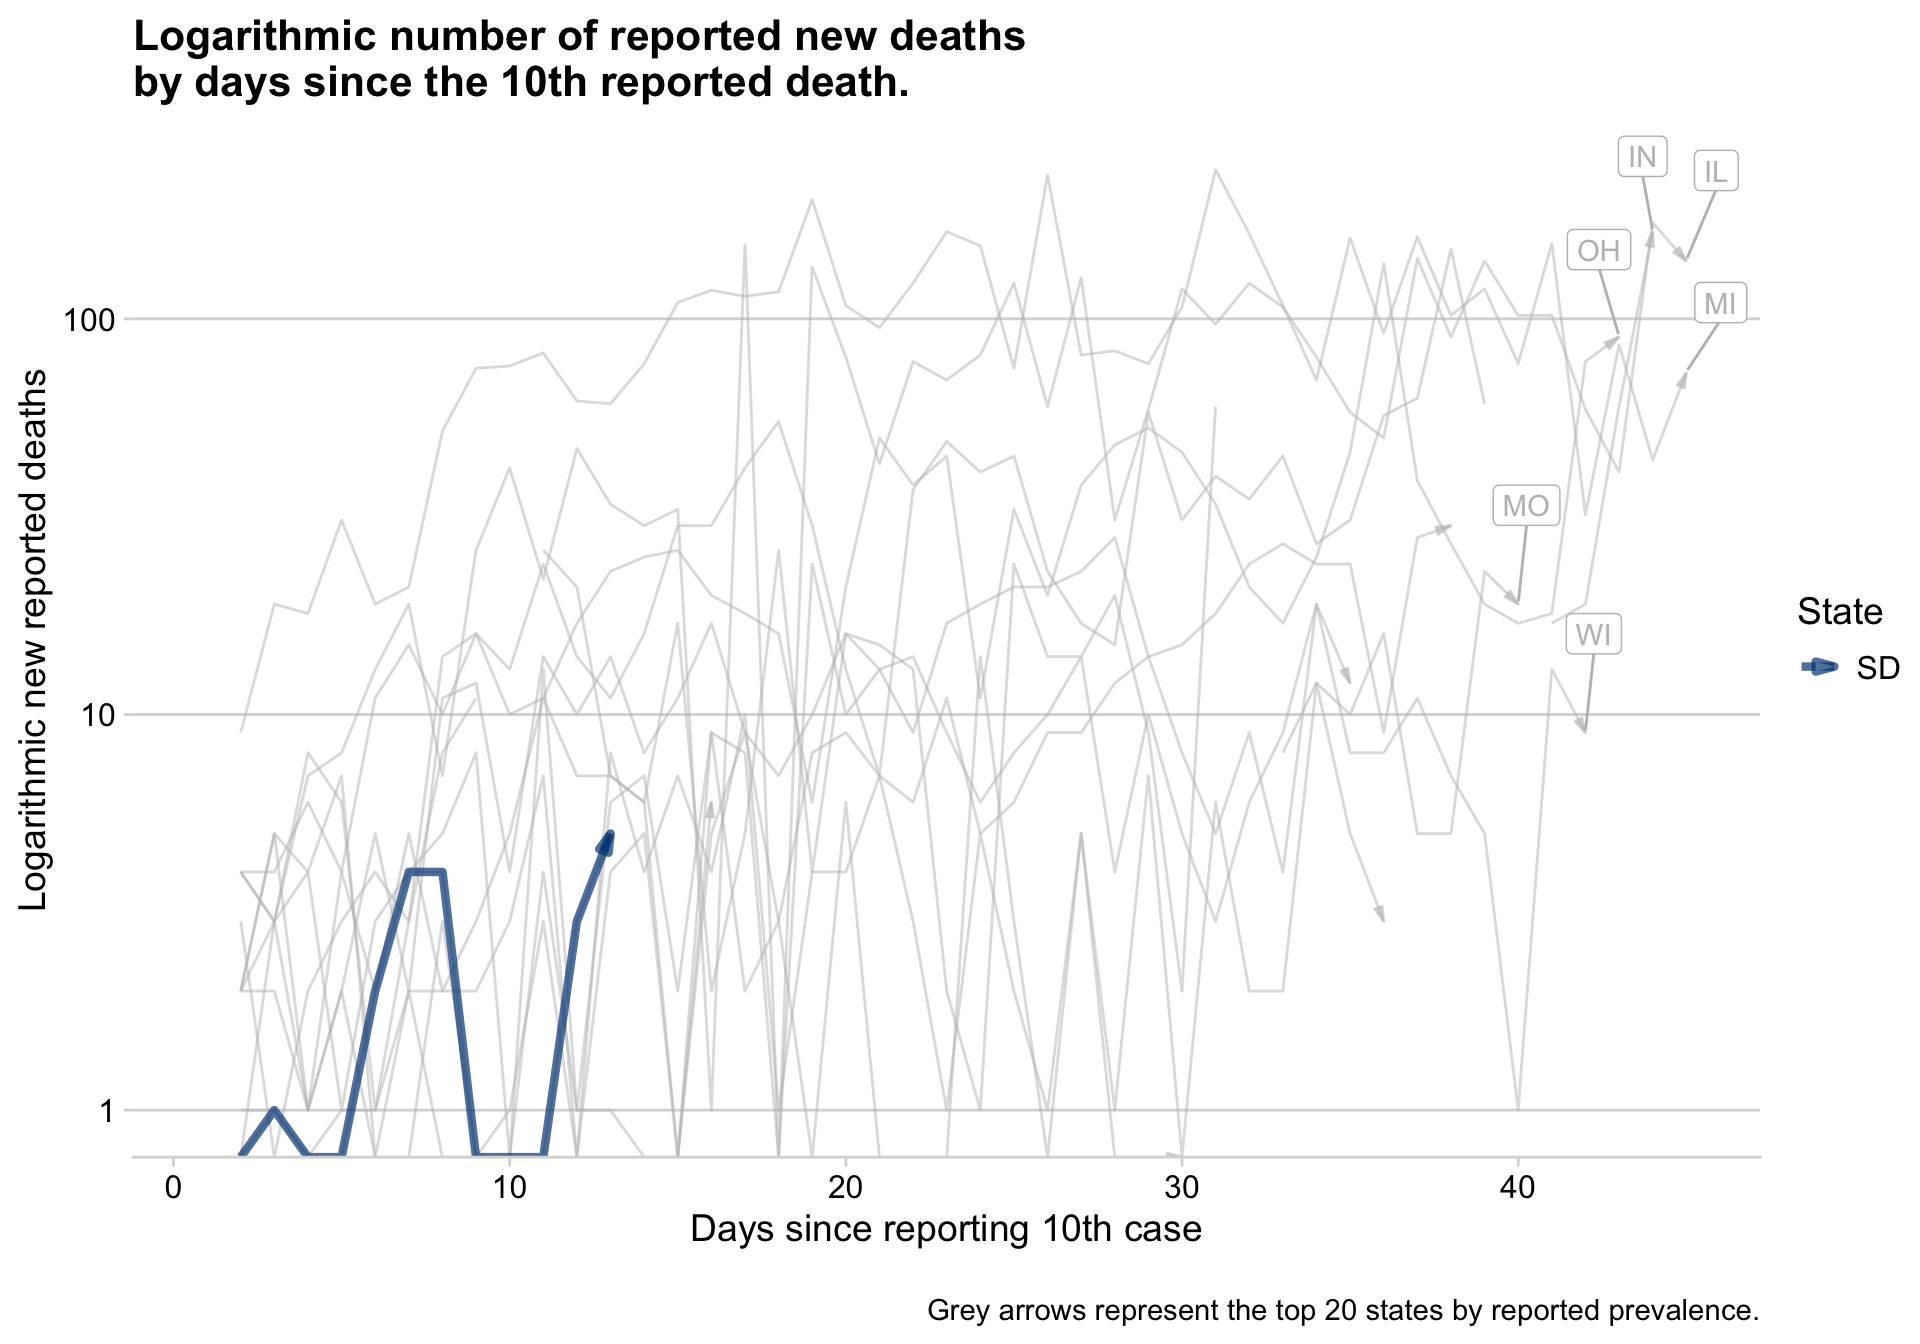 Logarithmic number of reported new deaths
by days since the 10th reported death.
Logarithmic new reported deaths
100
10
1
IN
IL
OH
MI
MO
WI
State
SD
0
10
20
30
40
Days since reporting 10th case
Grey arrows represent the top 20 states by reported prevalence.